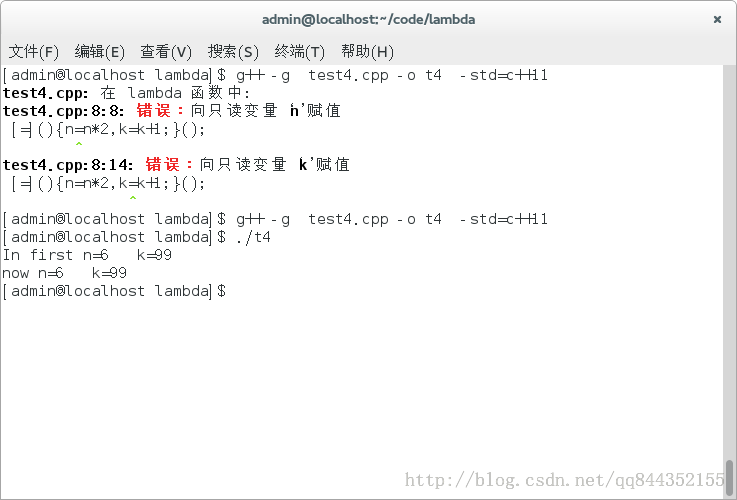 admin@localhost:~/code/lambda
文件(F) 编辑(E) 查看(V) 搜索(S) 终端(T) 帮助(H)
[admin@localhost lambda]$ g++ -g  test4.cpp -o t4  -std=c++11
test4.cpp: 在 lambda 函数中:
test4.cpp:8:8: 错误：向只读变量 ‘n’赋值
 [=](){n=n*2,k=k+1;}();
^
test4.cpp:8:14: 错误：向只读变量 ‘k’赋值
 [=](){n=n*2,k=k+1;}();
^
[admin@localhost lambda]$ g++ -g  test4.cpp -o t4  -std=c++11
[admin@localhost lambda]$ ./t4
In first n=6   k=99
now n=6   k=99
[admin@localhost lambda]$
http://blog.csdn.net/qq844352155